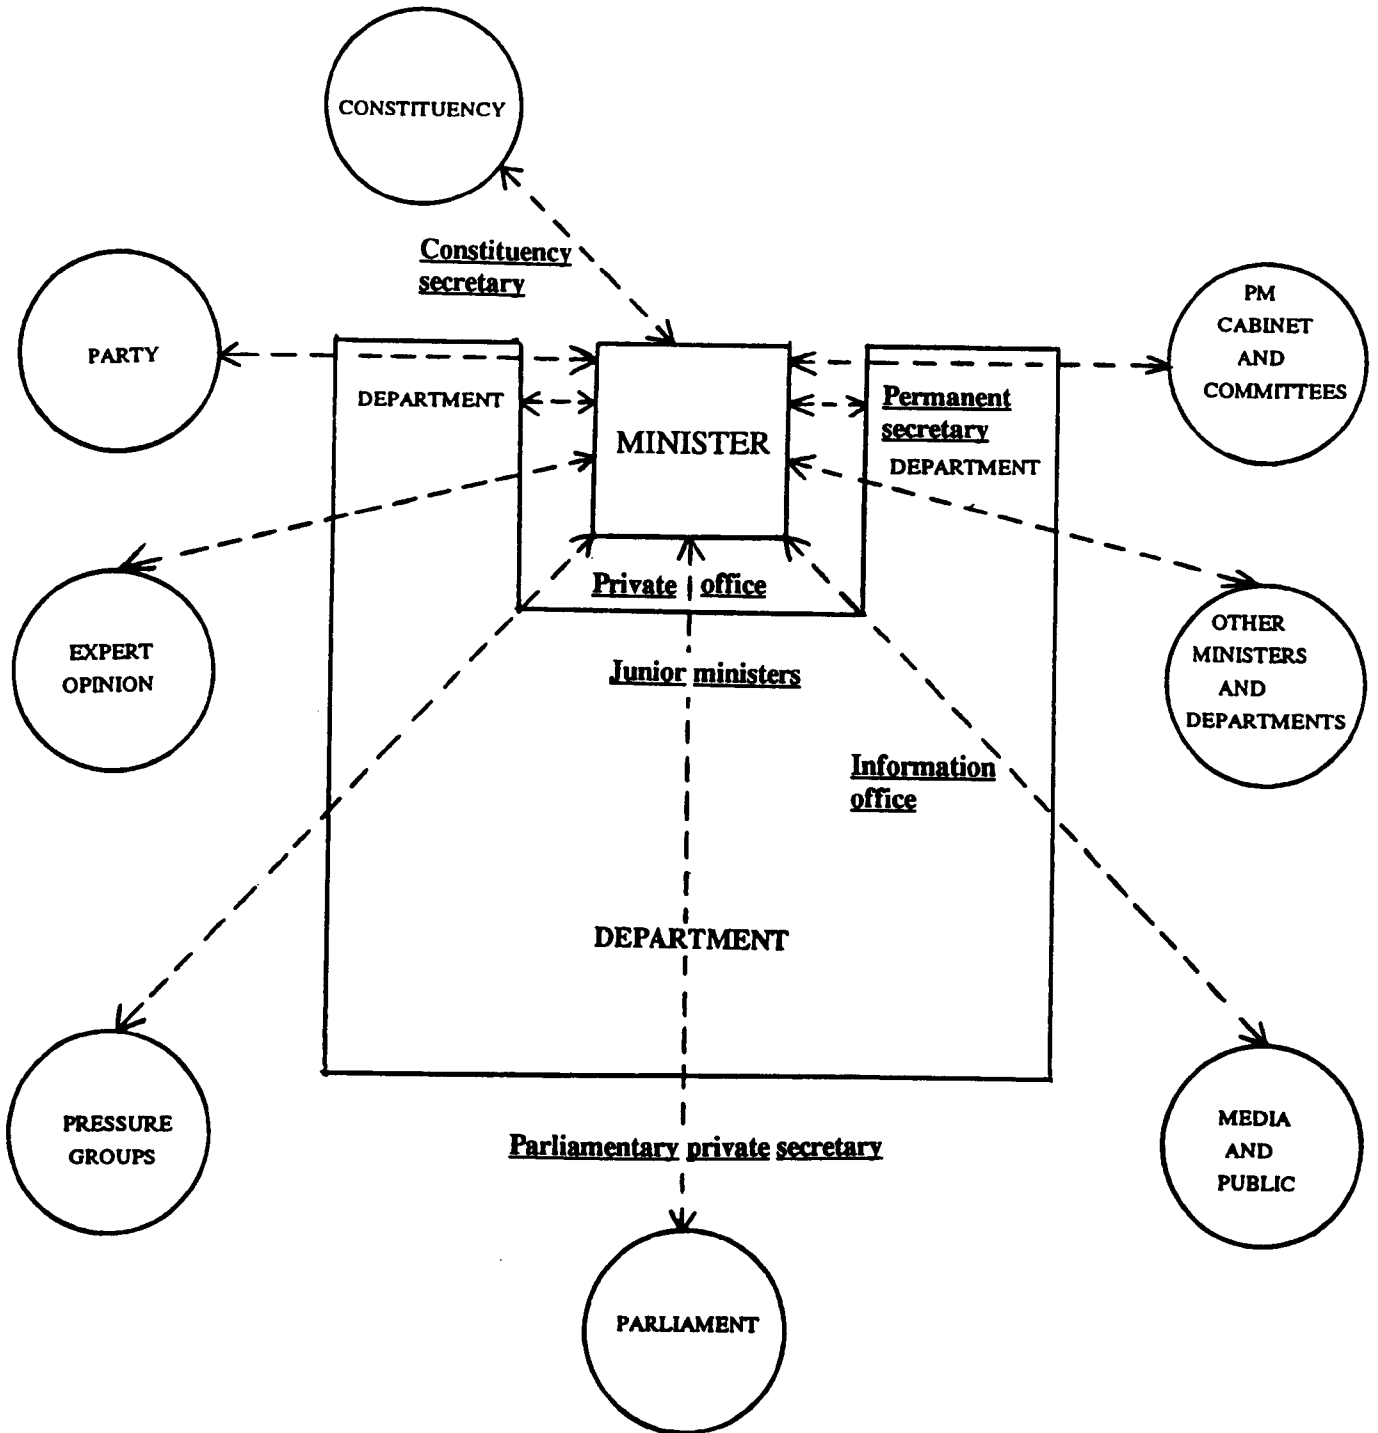 CONSTITUENCY
Constituency
secretary
PARTY
PM
CABINET
AND
COMMITTEES
DEPARTMENT
MINISTER
Permanent
secretary
DEPARTMENT
Private office
EXPERT
OPINION
Junior ministers
OTHER
MINISTERS
AND
DEPARTMENTS
Information
office
DEPARTMENT
PRESSURE
GROUPS
Parliamentary private secretary
MEDIA
AND
PUBLIC
PARLIAMENT